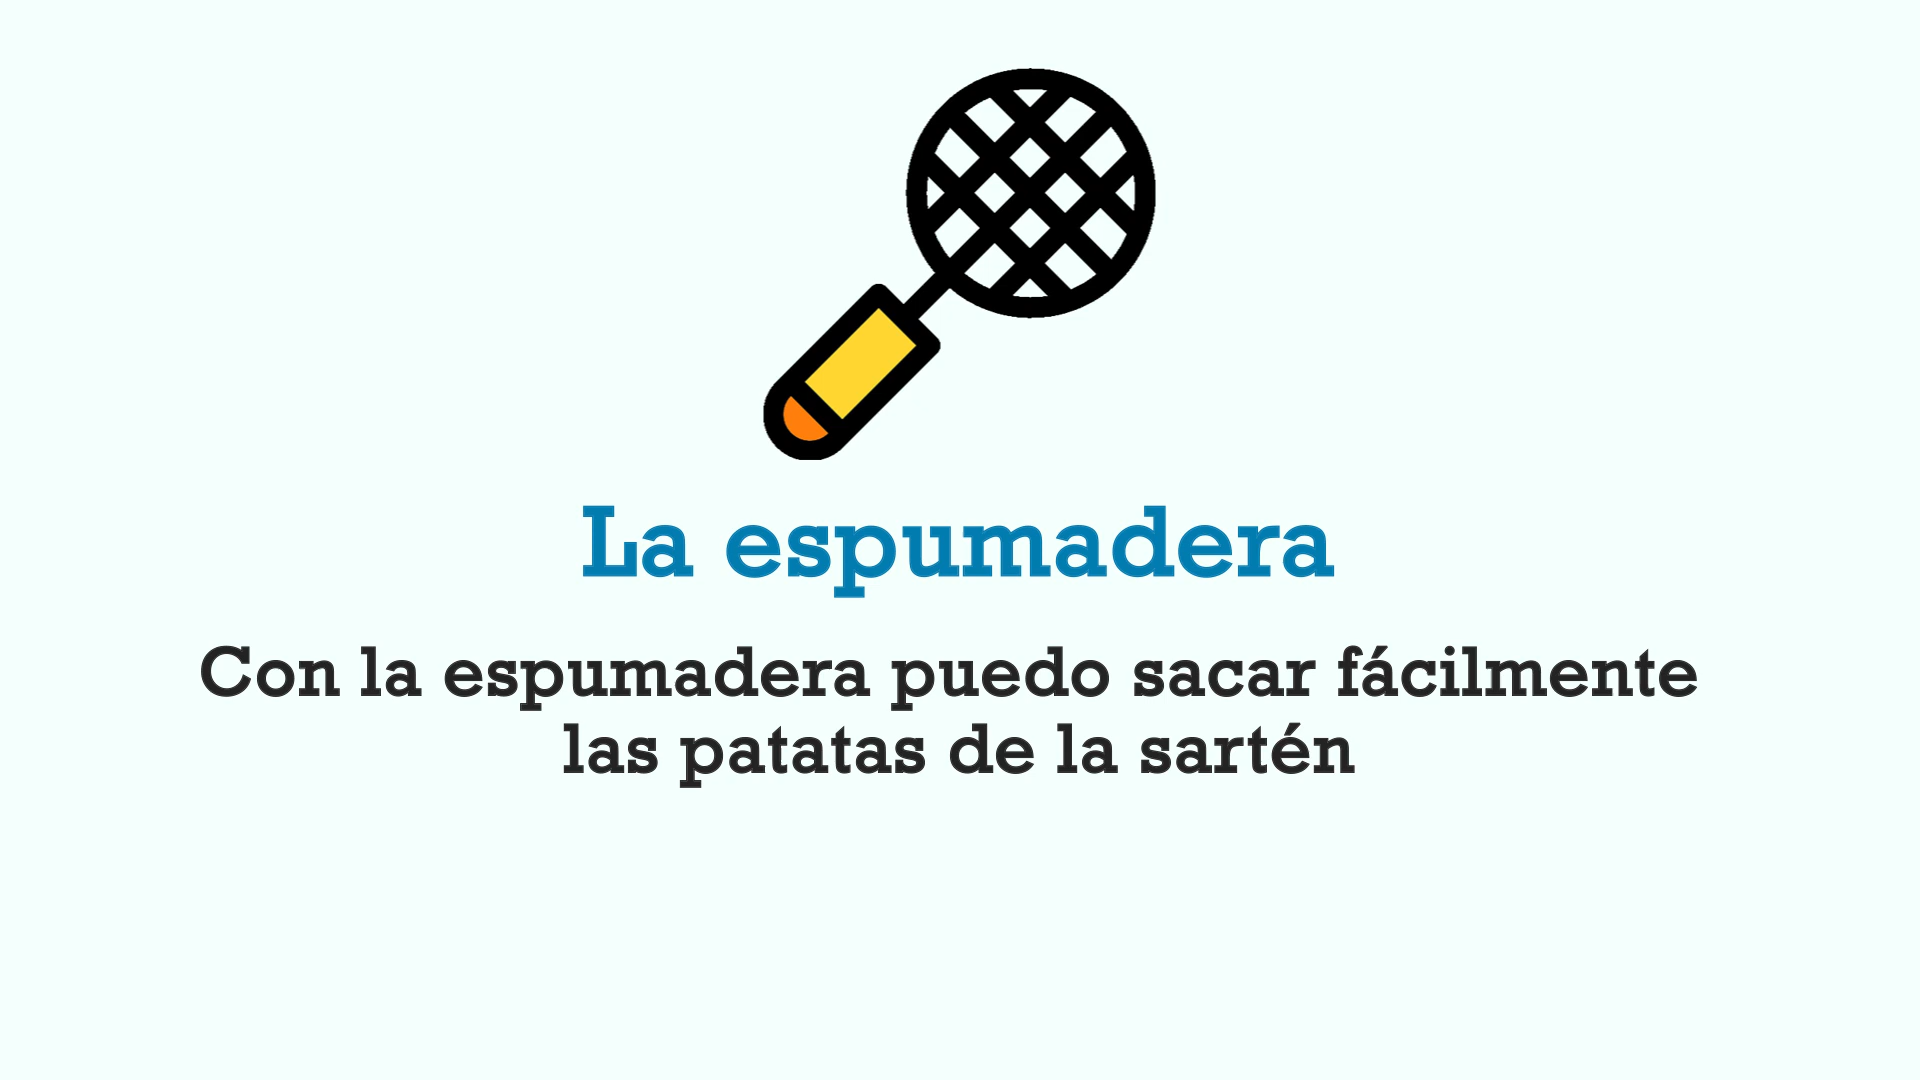 La espumadera
Con la espumadera puedo sacar fácilmente
las patatas de la sartén